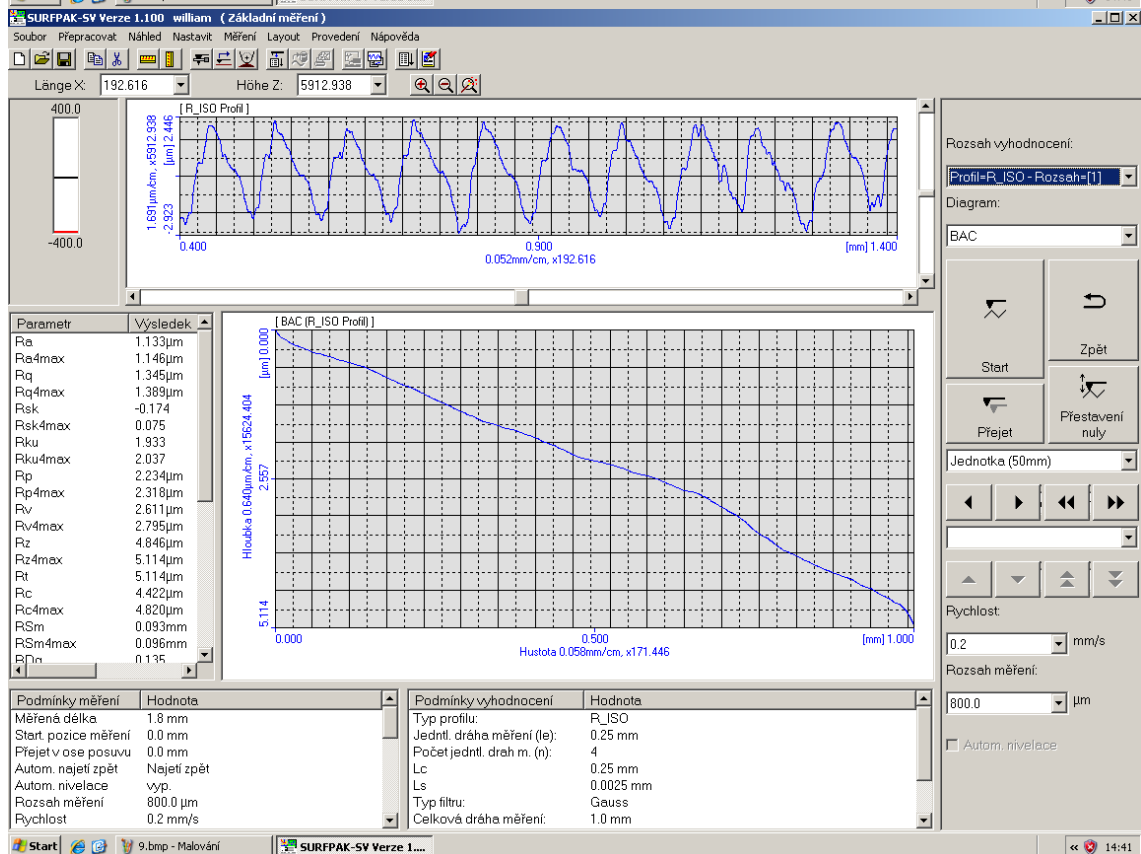 SURFPAK-SV Verze 1.100 william ( Základní měření )
Soubor Přepracovat Náhled Nastavit Měření Layout Provedení Nápověda
Länge X: 192.616 Höhe Z: 5912.938
400.0
-400.0
[ R_ISO Profil ]
1.691µm/cm, x5912.938
-2.923 [µm] 2.446
0.400 0.900 [mm] 1.400
0.052mm/cm, x192.616
Rozsah vyhodnocení:
Profil=R_ISO - Rozsah=[1]
Diagram:
BAC
Start
Zpět
Přejet
Přestavení
nuly
Jednotka (50mm)
Rychlost:
0.2 mm/s
Rozsah měření:
800.0 µm
Autom. nivelace
Parametr Výsledek
Ra 1.133µm
Ra4max 1.146µm
Rq 1.345µm
Rq4max 1.389µm
Rsk -0.174
Rsk4max 0.075
Rku 1.933
Rku4max 2.037
Rp 2.234µm
Rp4max 2.318µm
Rv 2.611µm
Rv4max 2.795µm
Rz 4.846µm
Rz4max 5.114µm
Rt 5.114µm
Rc 4.422µm
Rc4max 4.820µm
RSm 0.093mm
RSm4max 0.096mm
RDq 0.135
[ BAC (R_ISO Profil) ]
Hloubka 0.640µm/cm, x15624.404
5.114 2.557 [µm] 0.000
0.000 0.500 [mm] 1.000
Hustota 0.058mm/cm, x171.446
Podmínky měření Hodnota
Měřená délka 1.8 mm
Start. pozice měření 0.0 mm
Přejet v ose posuvu 0.0 mm
Autom. najetí zpět Najetí zpět
Autom. nivelace vyp.
Rozsah měření 800.0 µm
Rychlost 0.2 mm/s
Podmínky vyhodnocení Hodnota
Typ profilu: R_ISO
Jedntl. dráha měření (le): 0.25 mm
Počet jedntl. drah m. (n): 4
Lc 0.25 mm
Ls 0.0025 mm
Typ filtru: Gauss
Celková dráha měření: 1.0 mm
Start 9.bmp - Malování SURFPAK-SV Verze 1.... 14:41